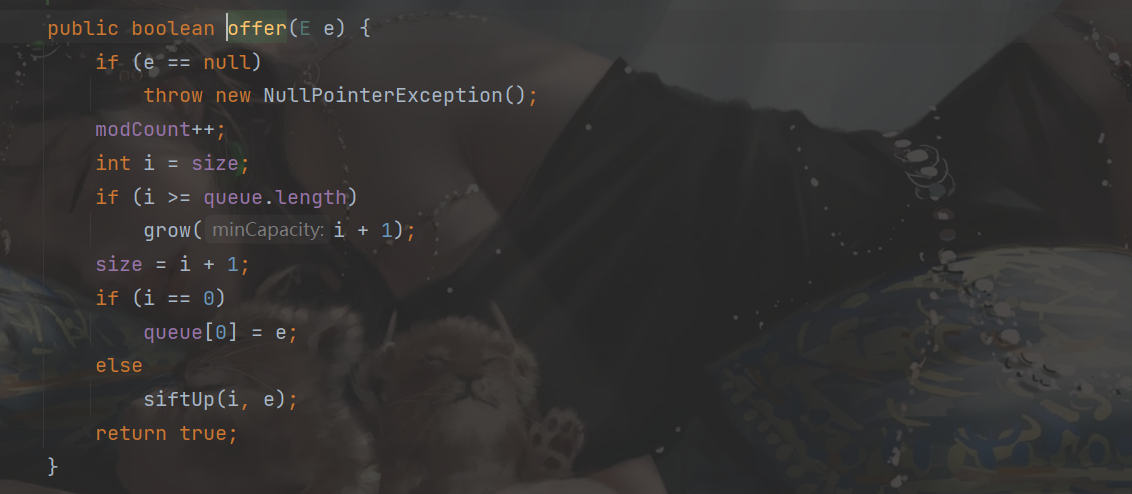 public boolean offer(E e) {
if (e == null)
throw new NullPointerException();
modCount++;
int i = size;
if (i >= queue.length)
grow( minCapacity: i + 1);
size = i + 1;
if (i == 0)
queue[0] = e;
else
siftUp(i, e);
return true;
}